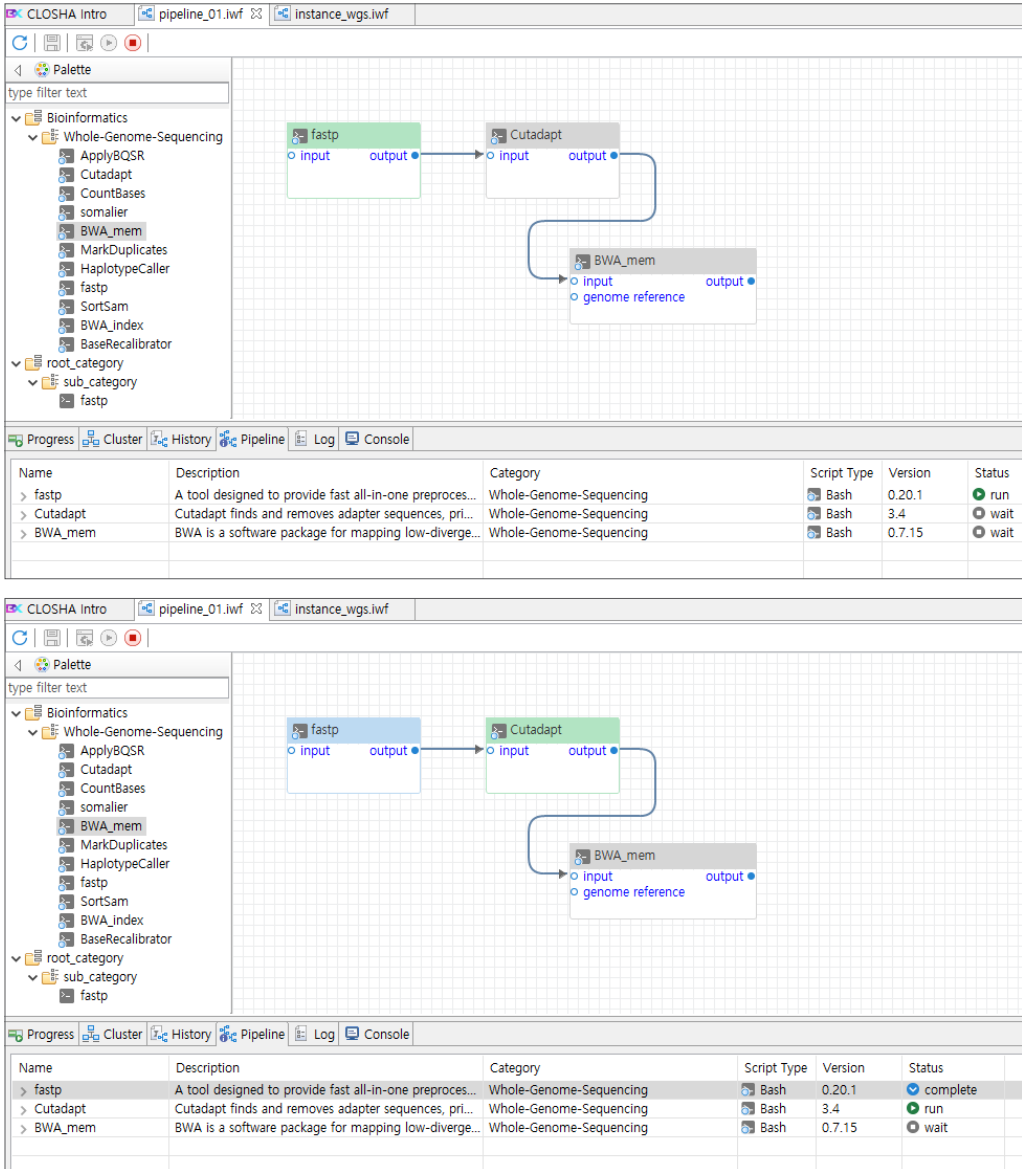 CLOSHA Intro pipeline_01.iwf instance_wgs.iwf
Palette
type filter text
Bioinformatics
Whole-Genome-Sequencing
ApplyBQSR
Cutadapt
CountBases
somalier
BWA_mem
MarkDuplicates
HaplotypeCaller
fastp
SortSam
BWA_index
BaseRecalibrator
root_category
sub_category
fastp
fastp
input output
Cutadapt
input output
BWA_mem
input output
genome reference
Progress Cluster History Pipeline Log Console
Name Description Category Script Type Version Status
fastp A tool designed to provide fast all-in-one preproces... Whole-Genome-Sequencing Bash 0.20.1 run
Cutadapt Cutadapt finds and removes adapter sequences, pri... Whole-Genome-Sequencing Bash 3.4 wait
BWA_mem BWA is a software package for mapping low-diverge... Whole-Genome-Sequencing Bash 0.7.15 wait
CLOSHA Intro pipeline_01.iwf instance_wgs.iwf
Palette
type filter text
Bioinformatics
Whole-Genome-Sequencing
ApplyBQSR
Cutadapt
CountBases
somalier
BWA_mem
MarkDuplicates
HaplotypeCaller
fastp
SortSam
BWA_index
BaseRecalibrator
root_category
sub_category
fastp
fastp
input output
Cutadapt
input output
BWA_mem
input output
genome reference
Progress Cluster History Pipeline Log Console
Name Description Category Script Type Version Status
fastp A tool designed to provide fast all-in-one preproces... Whole-Genome-Sequencing Bash 0.20.1 complete
Cutadapt Cutadapt finds and removes adapter sequences, pri... Whole-Genome-Sequencing Bash 3.4 run
BWA_mem BWA is a software package for mapping low-diverge... Whole-Genome-Sequencing Bash 0.7.15 wait